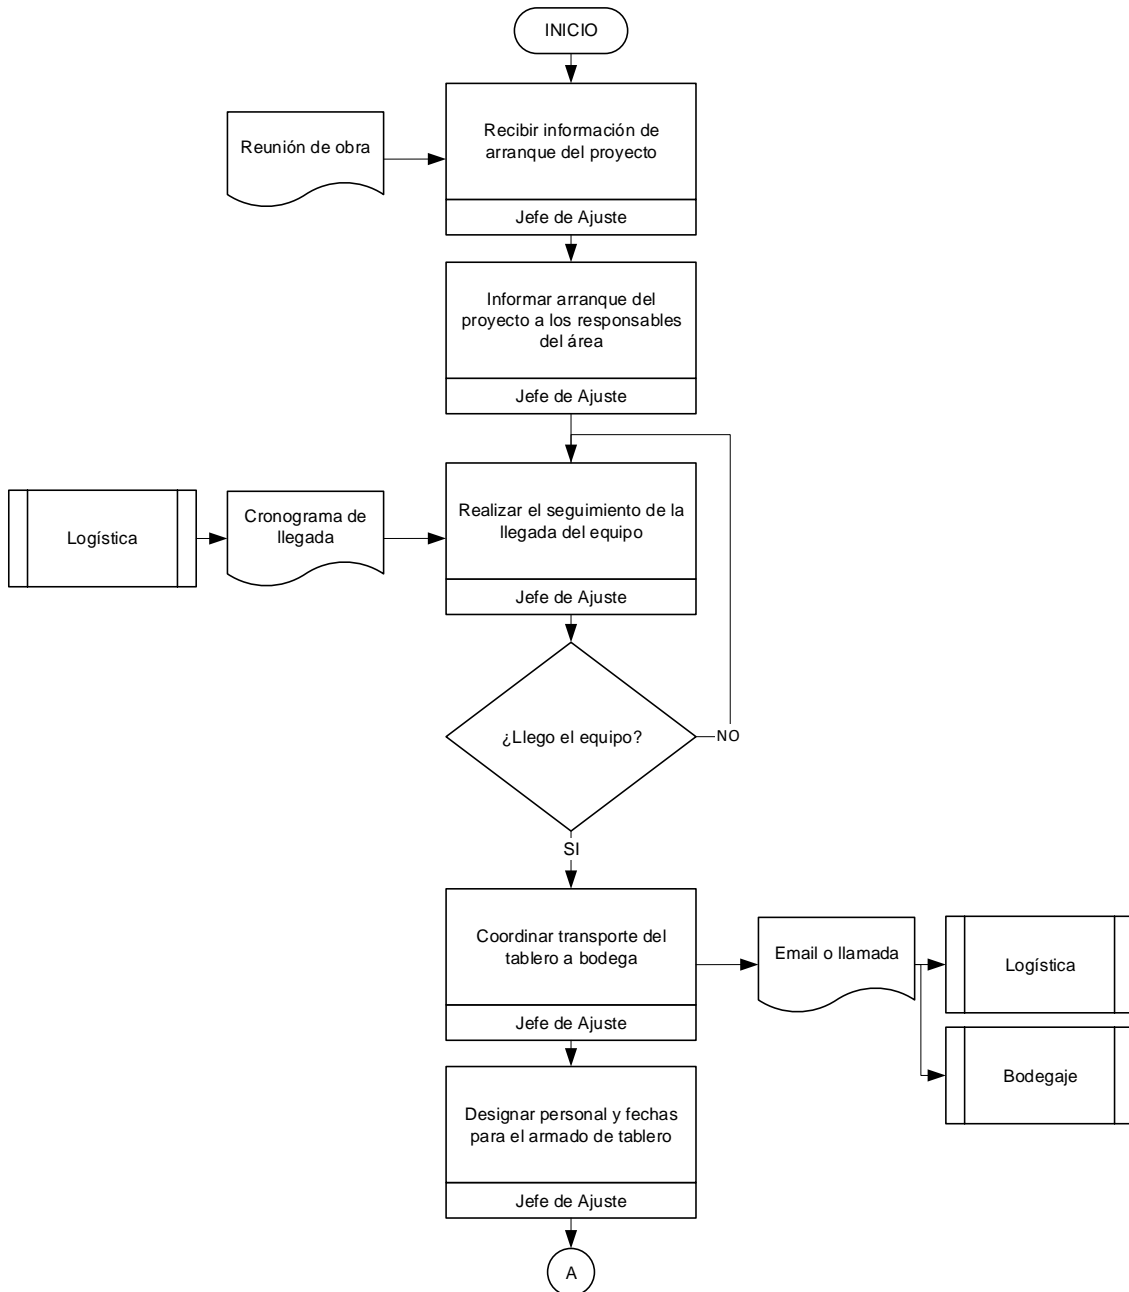 INICIO
Reunión de obra
Recibir información de
arranque del proyecto
Jefe de Ajuste
Informar arranque del
proyecto a los responsables
del área
Jefe de Ajuste
Logística
Cronograma de
llegada
Realizar el seguimiento de la
llegada del equipo
Jefe de Ajuste
¿Llego el equipo?
NO
SI
Coordinar transporte del
tablero a bodega
Jefe de Ajuste
Email o llamada
Logística
Bodegaje
Designar personal y fechas
para el armado de tablero
Jefe de Ajuste
A